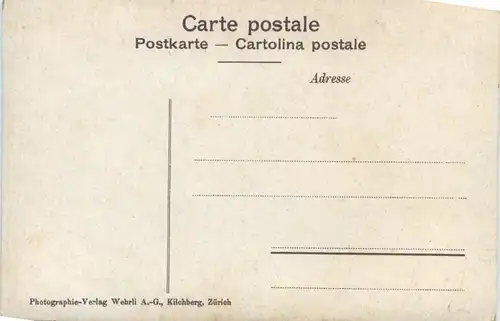 Carte postale
Postkarte — Cartolina postale
Adresse
Photographie-Verlag Wehrli A.-G., Kilchberg, Zürich